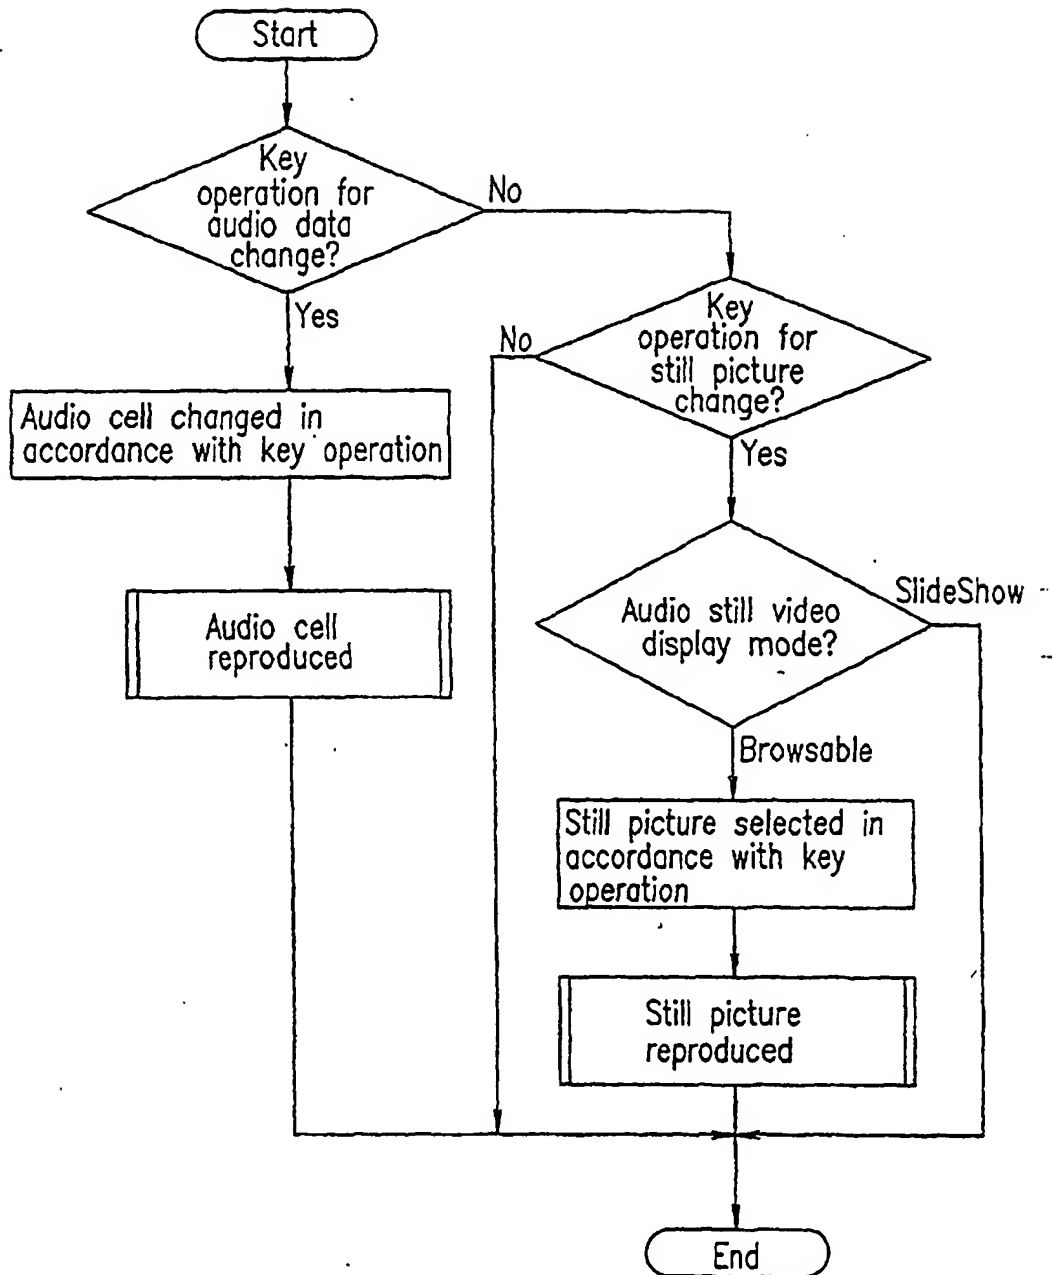 Start
Key
operation for
audio data
change?
No
Yes
Audio cell changed in
accordance with key operation
Audio cell
reproduced
Key
operation for
still picture
change?
No
Yes
Audio still video
display mode?
SlideShow
Browsable
Still picture selected in
accordance with key
operation
Still picture
reproduced
End